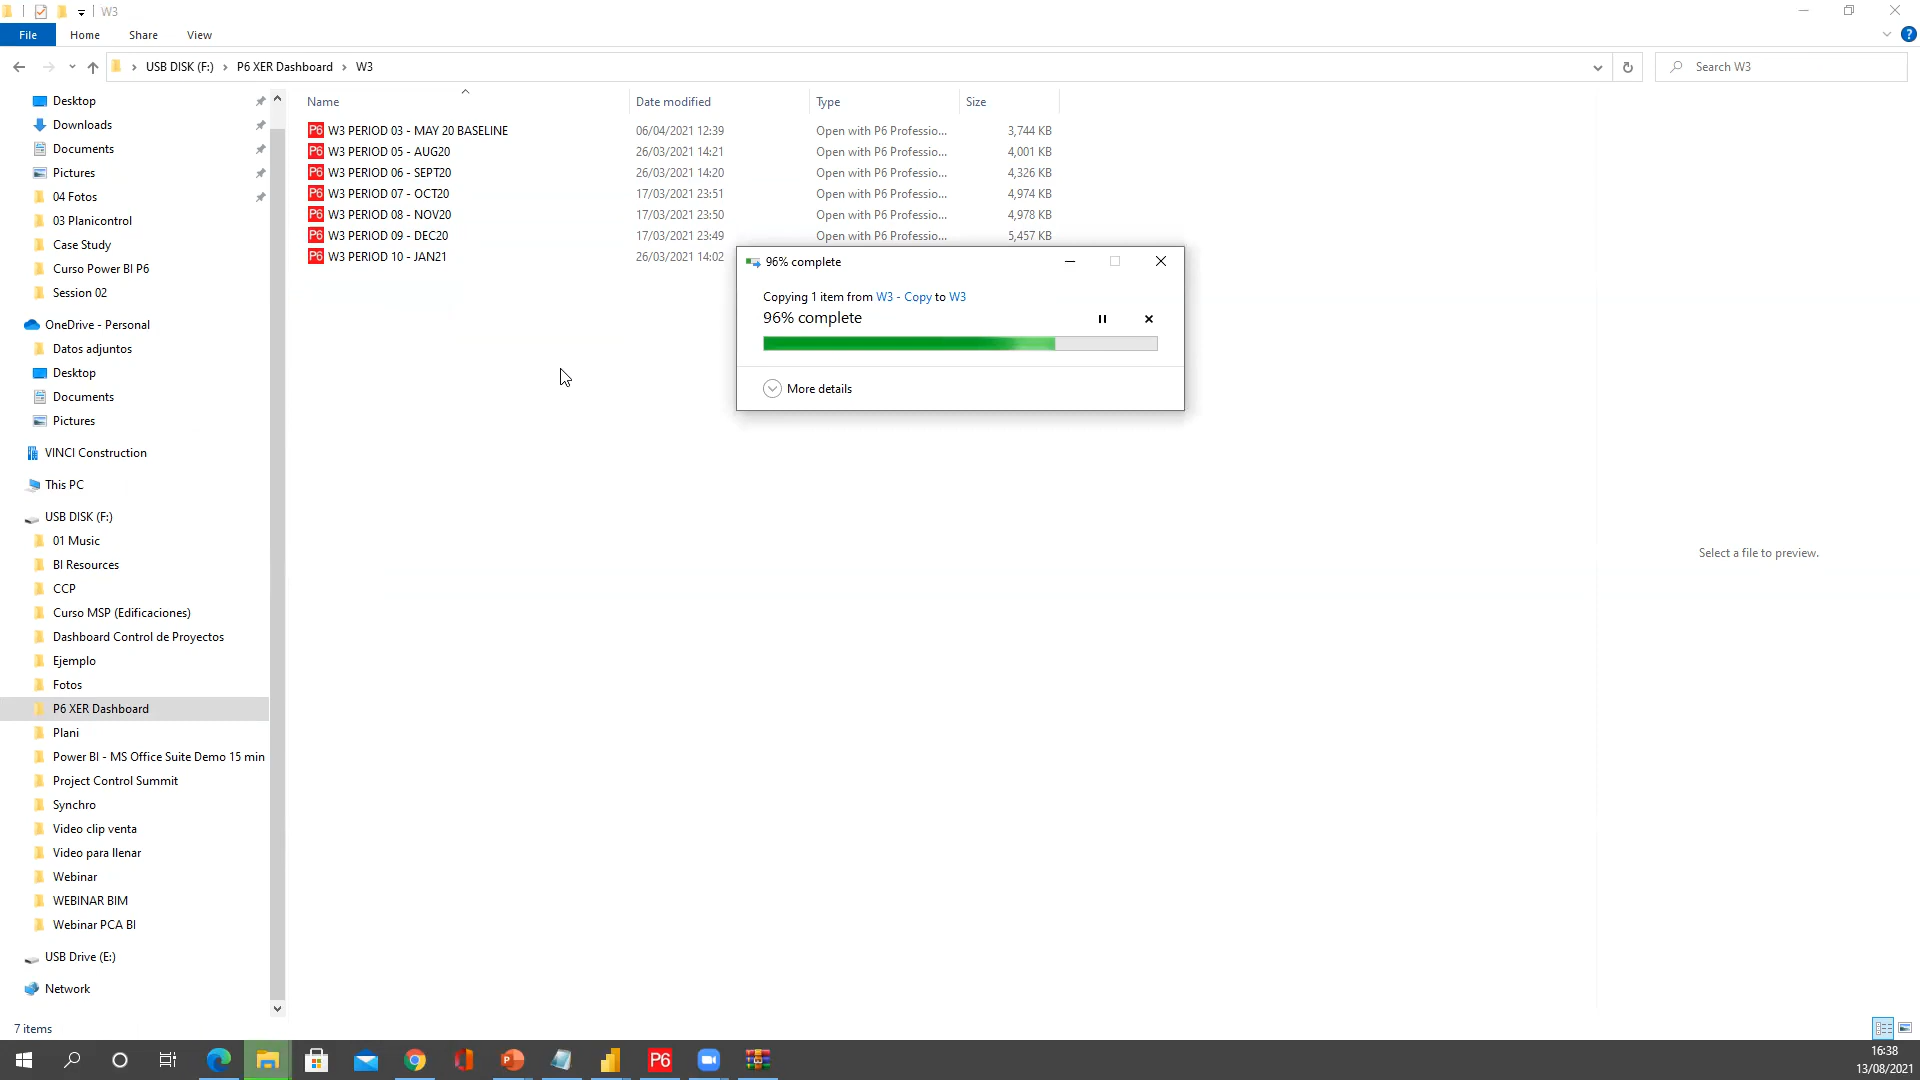 W3
File Home Share View
USB DISK (F:) P6 XER Dashboard W3
Search W3
Desktop
Downloads
Documents
Pictures
04 Fotos
03 Planicontrol
Case Study
Curso Power BI P6
Session 02
OneDrive - Personal
Datos adjuntos
Desktop
Documents
Pictures
VINCI Construction
This PC
USB DISK (F:)
01 Music
BI Resources
CCP
Curso MSP (Edificaciones)
Dashboard Control de Proyectos
Ejemplo
Fotos
P6 XER Dashboard
Plani
Power BI - MS Office Suite Demo 15 min
Project Control Summit
Synchro
Video clip venta
Video para llenar
Webinar
WEBINAR BIM
Webinar PCA BI
USB Drive (E:)
Network
7 items
Name Date modified Type Size
P6 W3 PERIOD 03 - MAY 20 BASELINE 06/04/2021 12:39 Open with P6 Professio... 3,744 KB
P6 W3 PERIOD 05 - AUG20 26/03/2021 14:21 Open with P6 Professio... 4,001 KB
P6 W3 PERIOD 06 - SEPT20 26/03/2021 14:20 Open with P6 Professio... 4,326 KB
P6 W3 PERIOD 07 - OCT20 17/03/2021 23:51 Open with P6 Professio... 4,974 KB
P6 W3 PERIOD 08 - NOV20 17/03/2021 23:50 Open with P6 Professio... 4,978 KB
P6 W3 PERIOD 09 - DEC20 17/03/2021 23:49 Open with P6 Professio... 5,457 KB
P6 W3 PERIOD 10 - JAN21 26/03/2021 14:02
96% complete
Copying 1 item from W3 - Copy to W3
96% complete
More details
Select a file to preview.
P6
16:38
13/08/2021